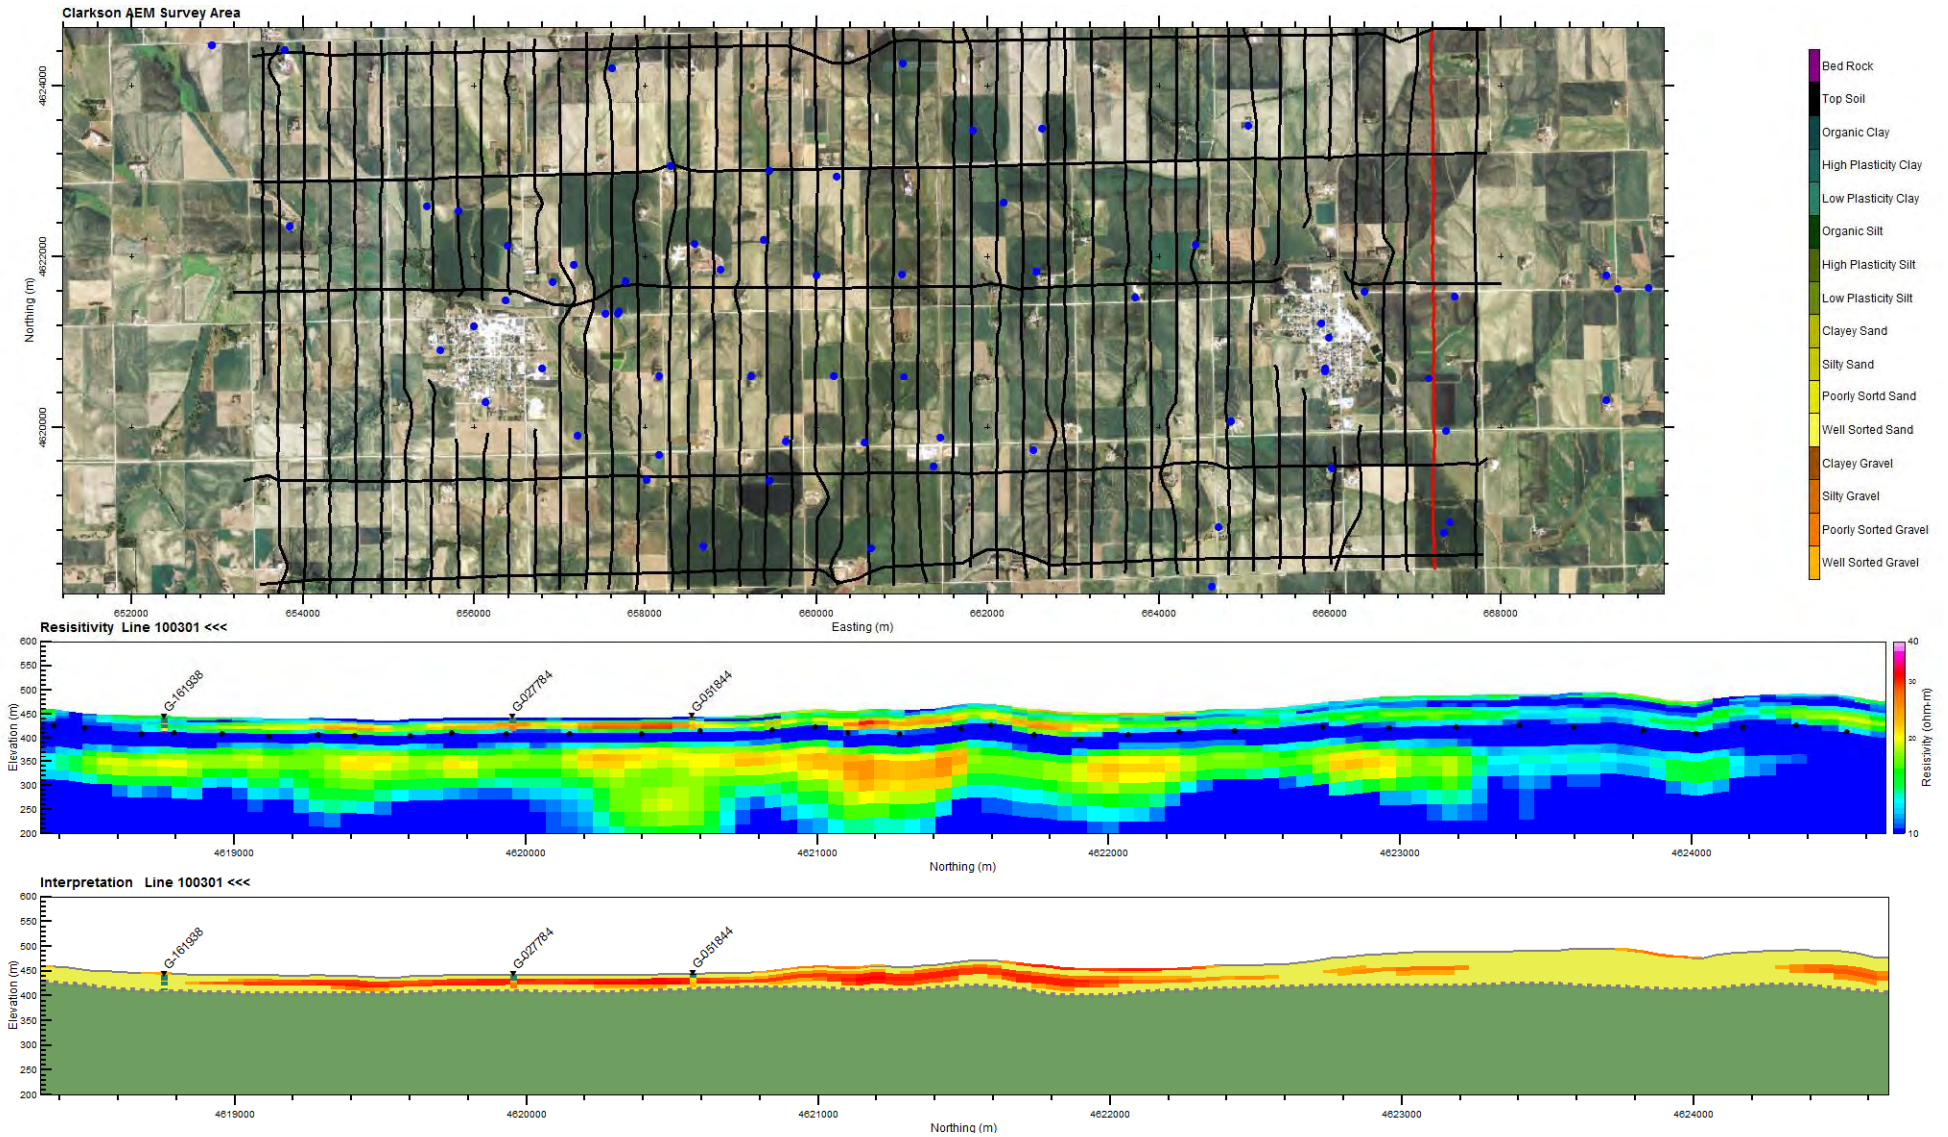 Clarkson AEM Survey Area
4624000
4622000
4620000
Northing (m)
652000 654000 656000 658000 660000 662000 664000 666000 668000
Easting (m)
Bed Rock
Top Soil
Organic Clay
High Plasticity Clay
Low Plasticity Clay
Organic Silt
High Plasticity Silt
Low Plasticity Silt
Clayey Sand
Silty Sand
Poorly Sortd Sand
Well Sorted Sand
Clayey Gravel
Silty Gravel
Poorly Sorted Gravel
Well Sorted Gravel
Resisitivity Line 100301 <<<
600
550
500
450
400
350
300
250
200
Elevation (m)
G-161938
G-027784
G-051844
4619000 4620000 4621000 4622000 4623000 4624000
Northing (m)
40
30
20
10
Resistivity (ohm-m)
Interpretation Line 100301 <<<
600
550
500
450
400
350
300
250
200
Elevation (m)
G-161938
G-027784
G-051844
4619000 4620000 4621000 4622000 4623000 4624000
Northing (m)